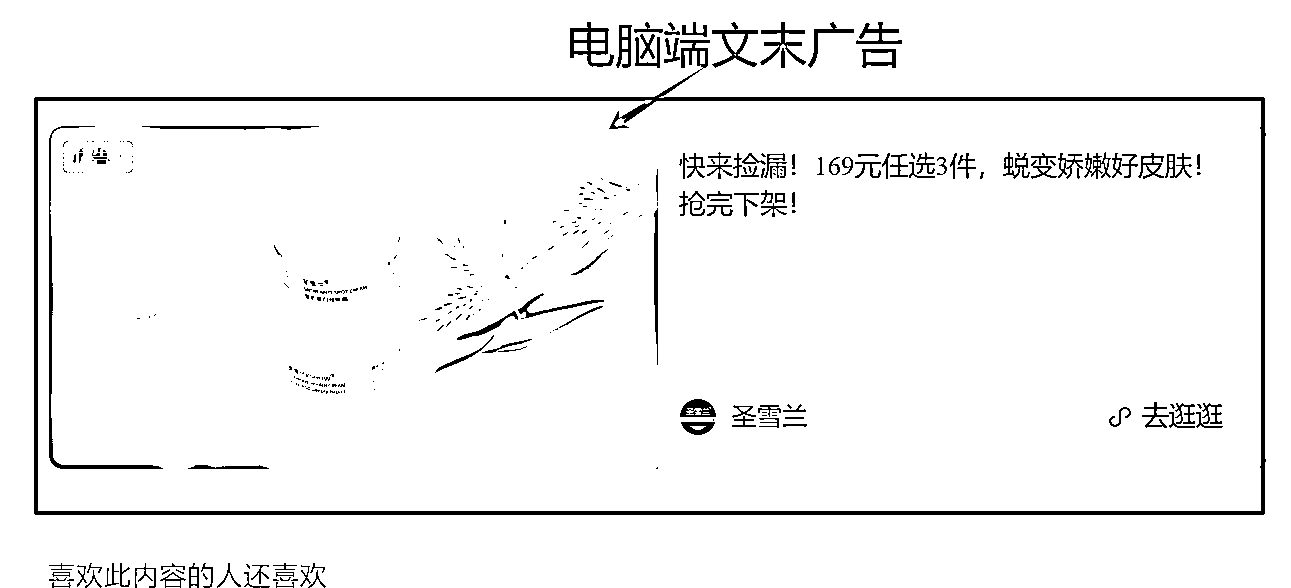 电脑端文末广告
快来捡漏！169元任选3件，蜕变娇嫩好皮肤！
抢完下架！
圣雪兰
去逛逛
喜欢此内容的人还喜欢